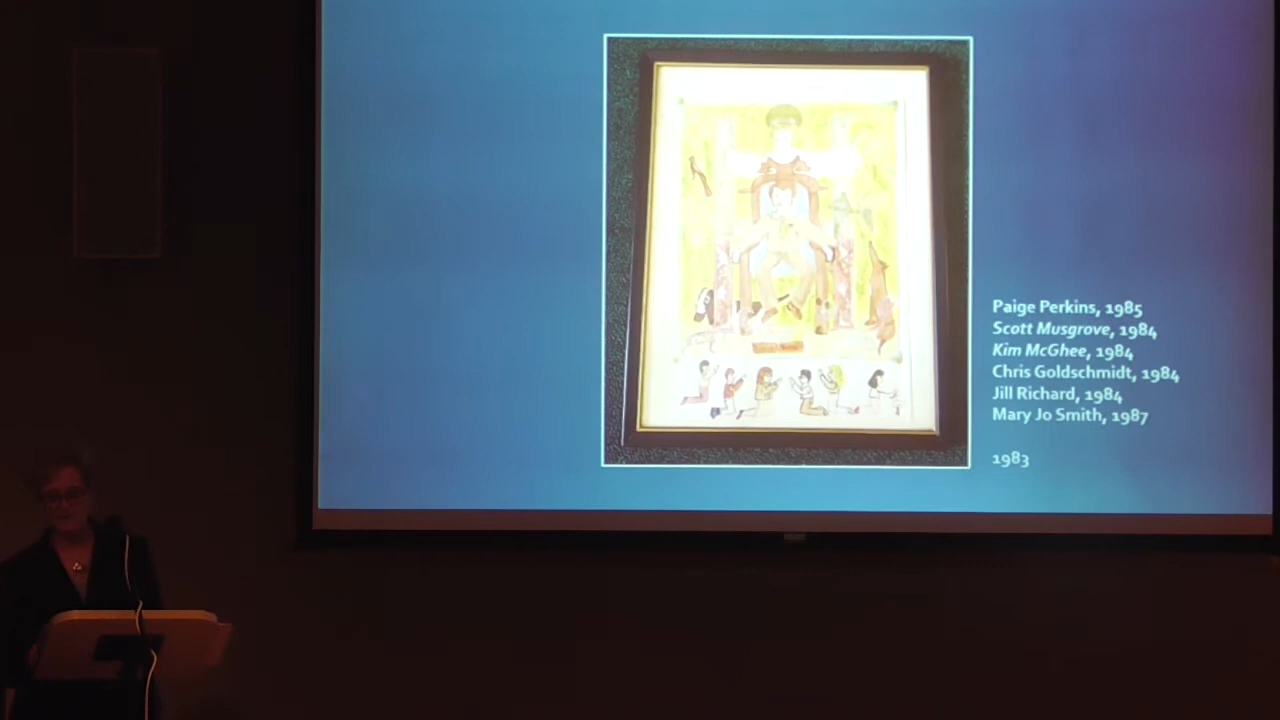 Paige Perkins, 1985
Scott Musgrove, 1984
Kim McGhee, 1984
Chris Goldschmidt, 1984
Jill Richard, 1984
Mary Jo Smith, 1987
1983